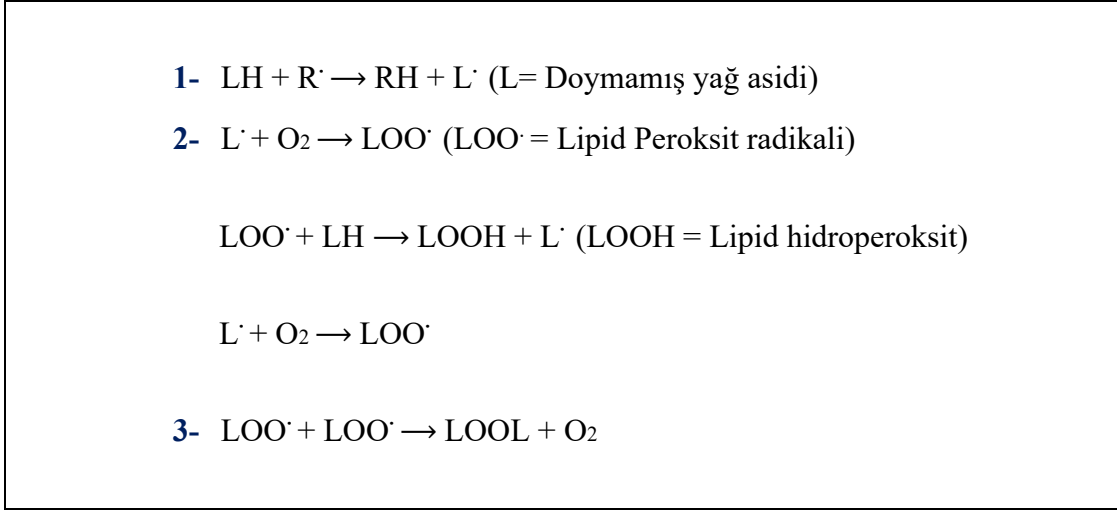 1- LH + R˙ ⟶ RH + L˙ (L= Doymamış yağ asidi)
2- L˙ + O2 ⟶ LOO˙ (LOO˙ = Lipid Peroksit radikali)
LOO˙ + LH ⟶ LOOH + L˙ (LOOH = Lipid hidroperoksit)
L˙ + O2 ⟶ LOO˙
3- LOO˙ + LOO˙ ⟶ LOOL + O2